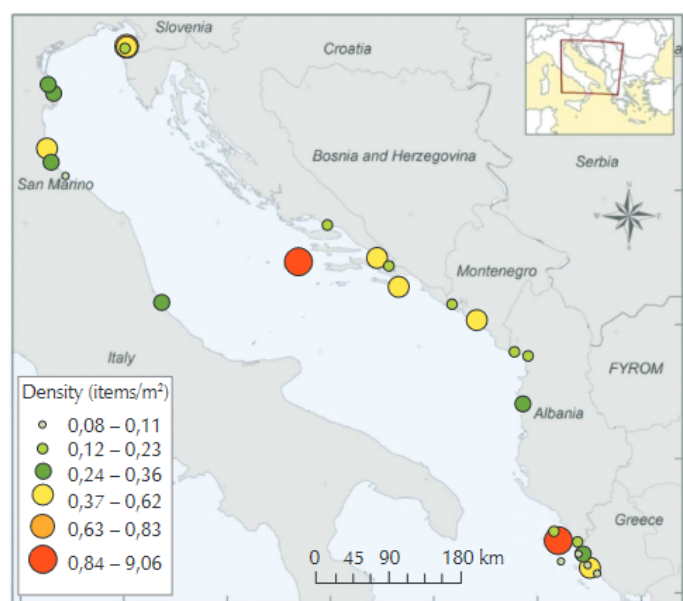 Slovenia
Croatia
Bosnia and Herzegovina
Serbia
San Marino
N
W E
S
Montenegro
Italy
FYROM
Density (items/m²)
0,08 – 0,11
0,12 – 0,23
0,24 – 0,36
0,37 – 0,62
0,63 – 0,83
0,84 – 9,06
Albania
Greece
0 45 90 180 km